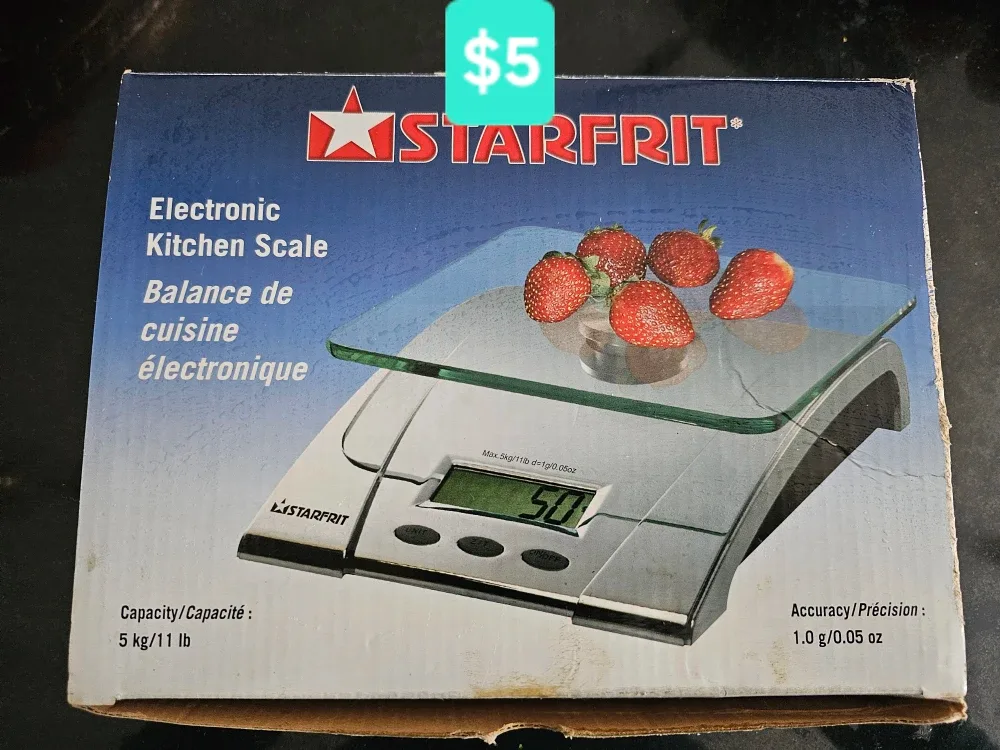 $5
STARFRIT*
Electronic
Kitchen Scale
Balance de
cuisine
électronique
Max.5kg/11lb d=1g/0.05oz
50
STARFRIT
Capacity/Capacité :
5 kg/11 lb
Accuracy/Précision :
1.0 g/0.05 oz